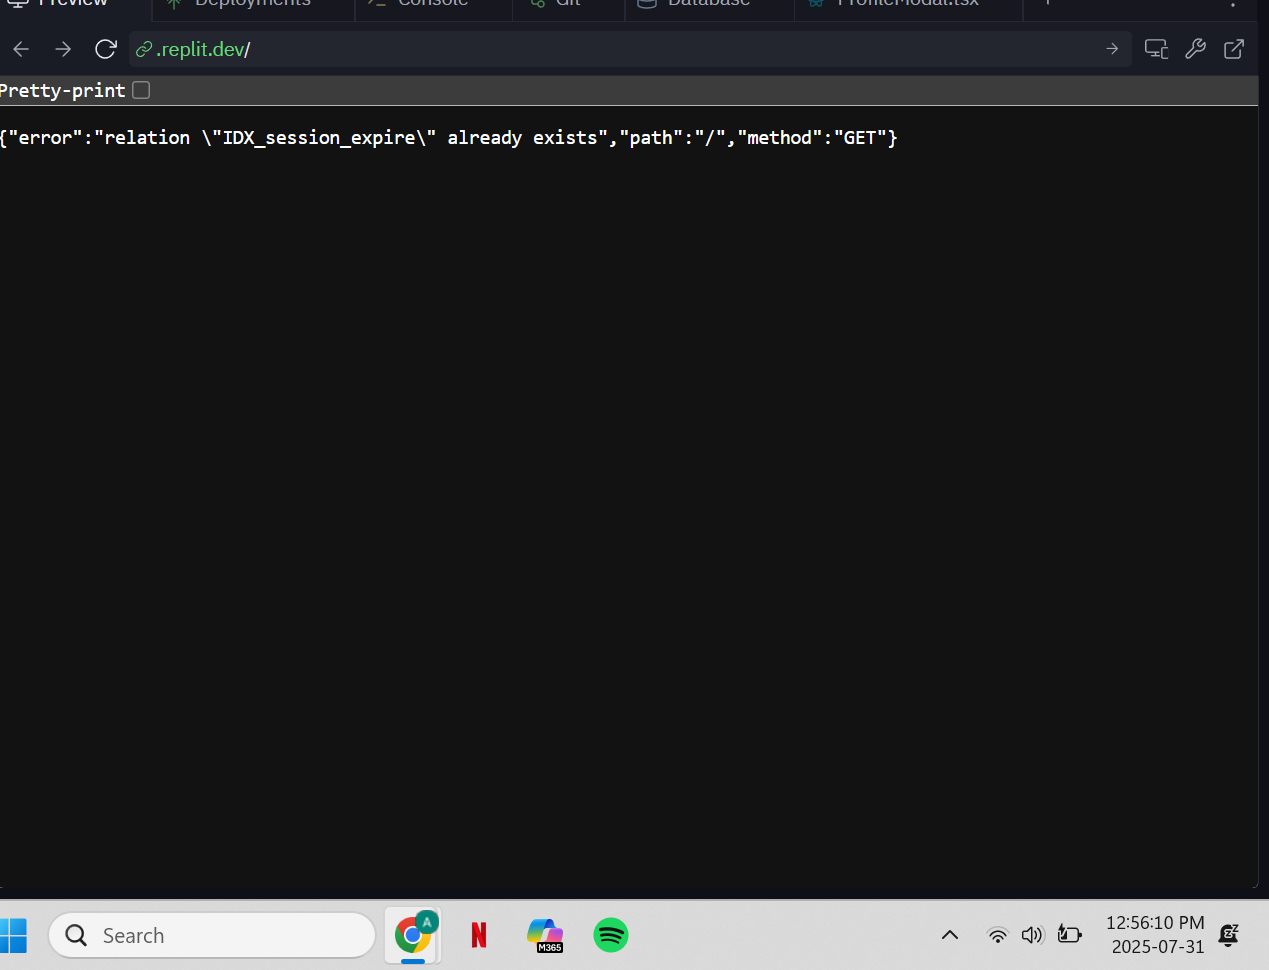 Preview Deployments Console Git Database ProfileModal.tsx
.replit.dev/
Pretty-print
{"error":"relation \"IDX_session_expire\" already exists","path":"/","method":"GET"}
Search
A
N
M365
12:56:10 PM
2025-07-31